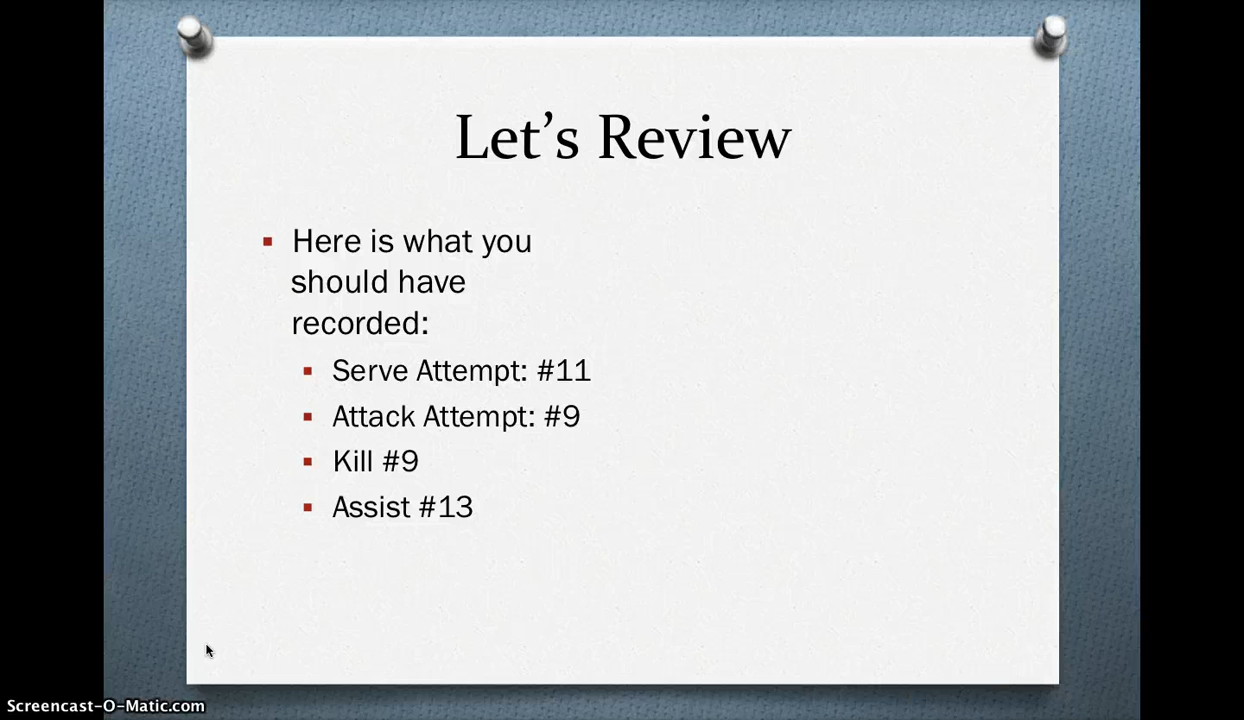 Let's Review
Here is what you
should have
recorded:
Serve Attempt: #11
Attack Attempt: #9
Kill #9
Assist #13
Screencast-O-Matic.com